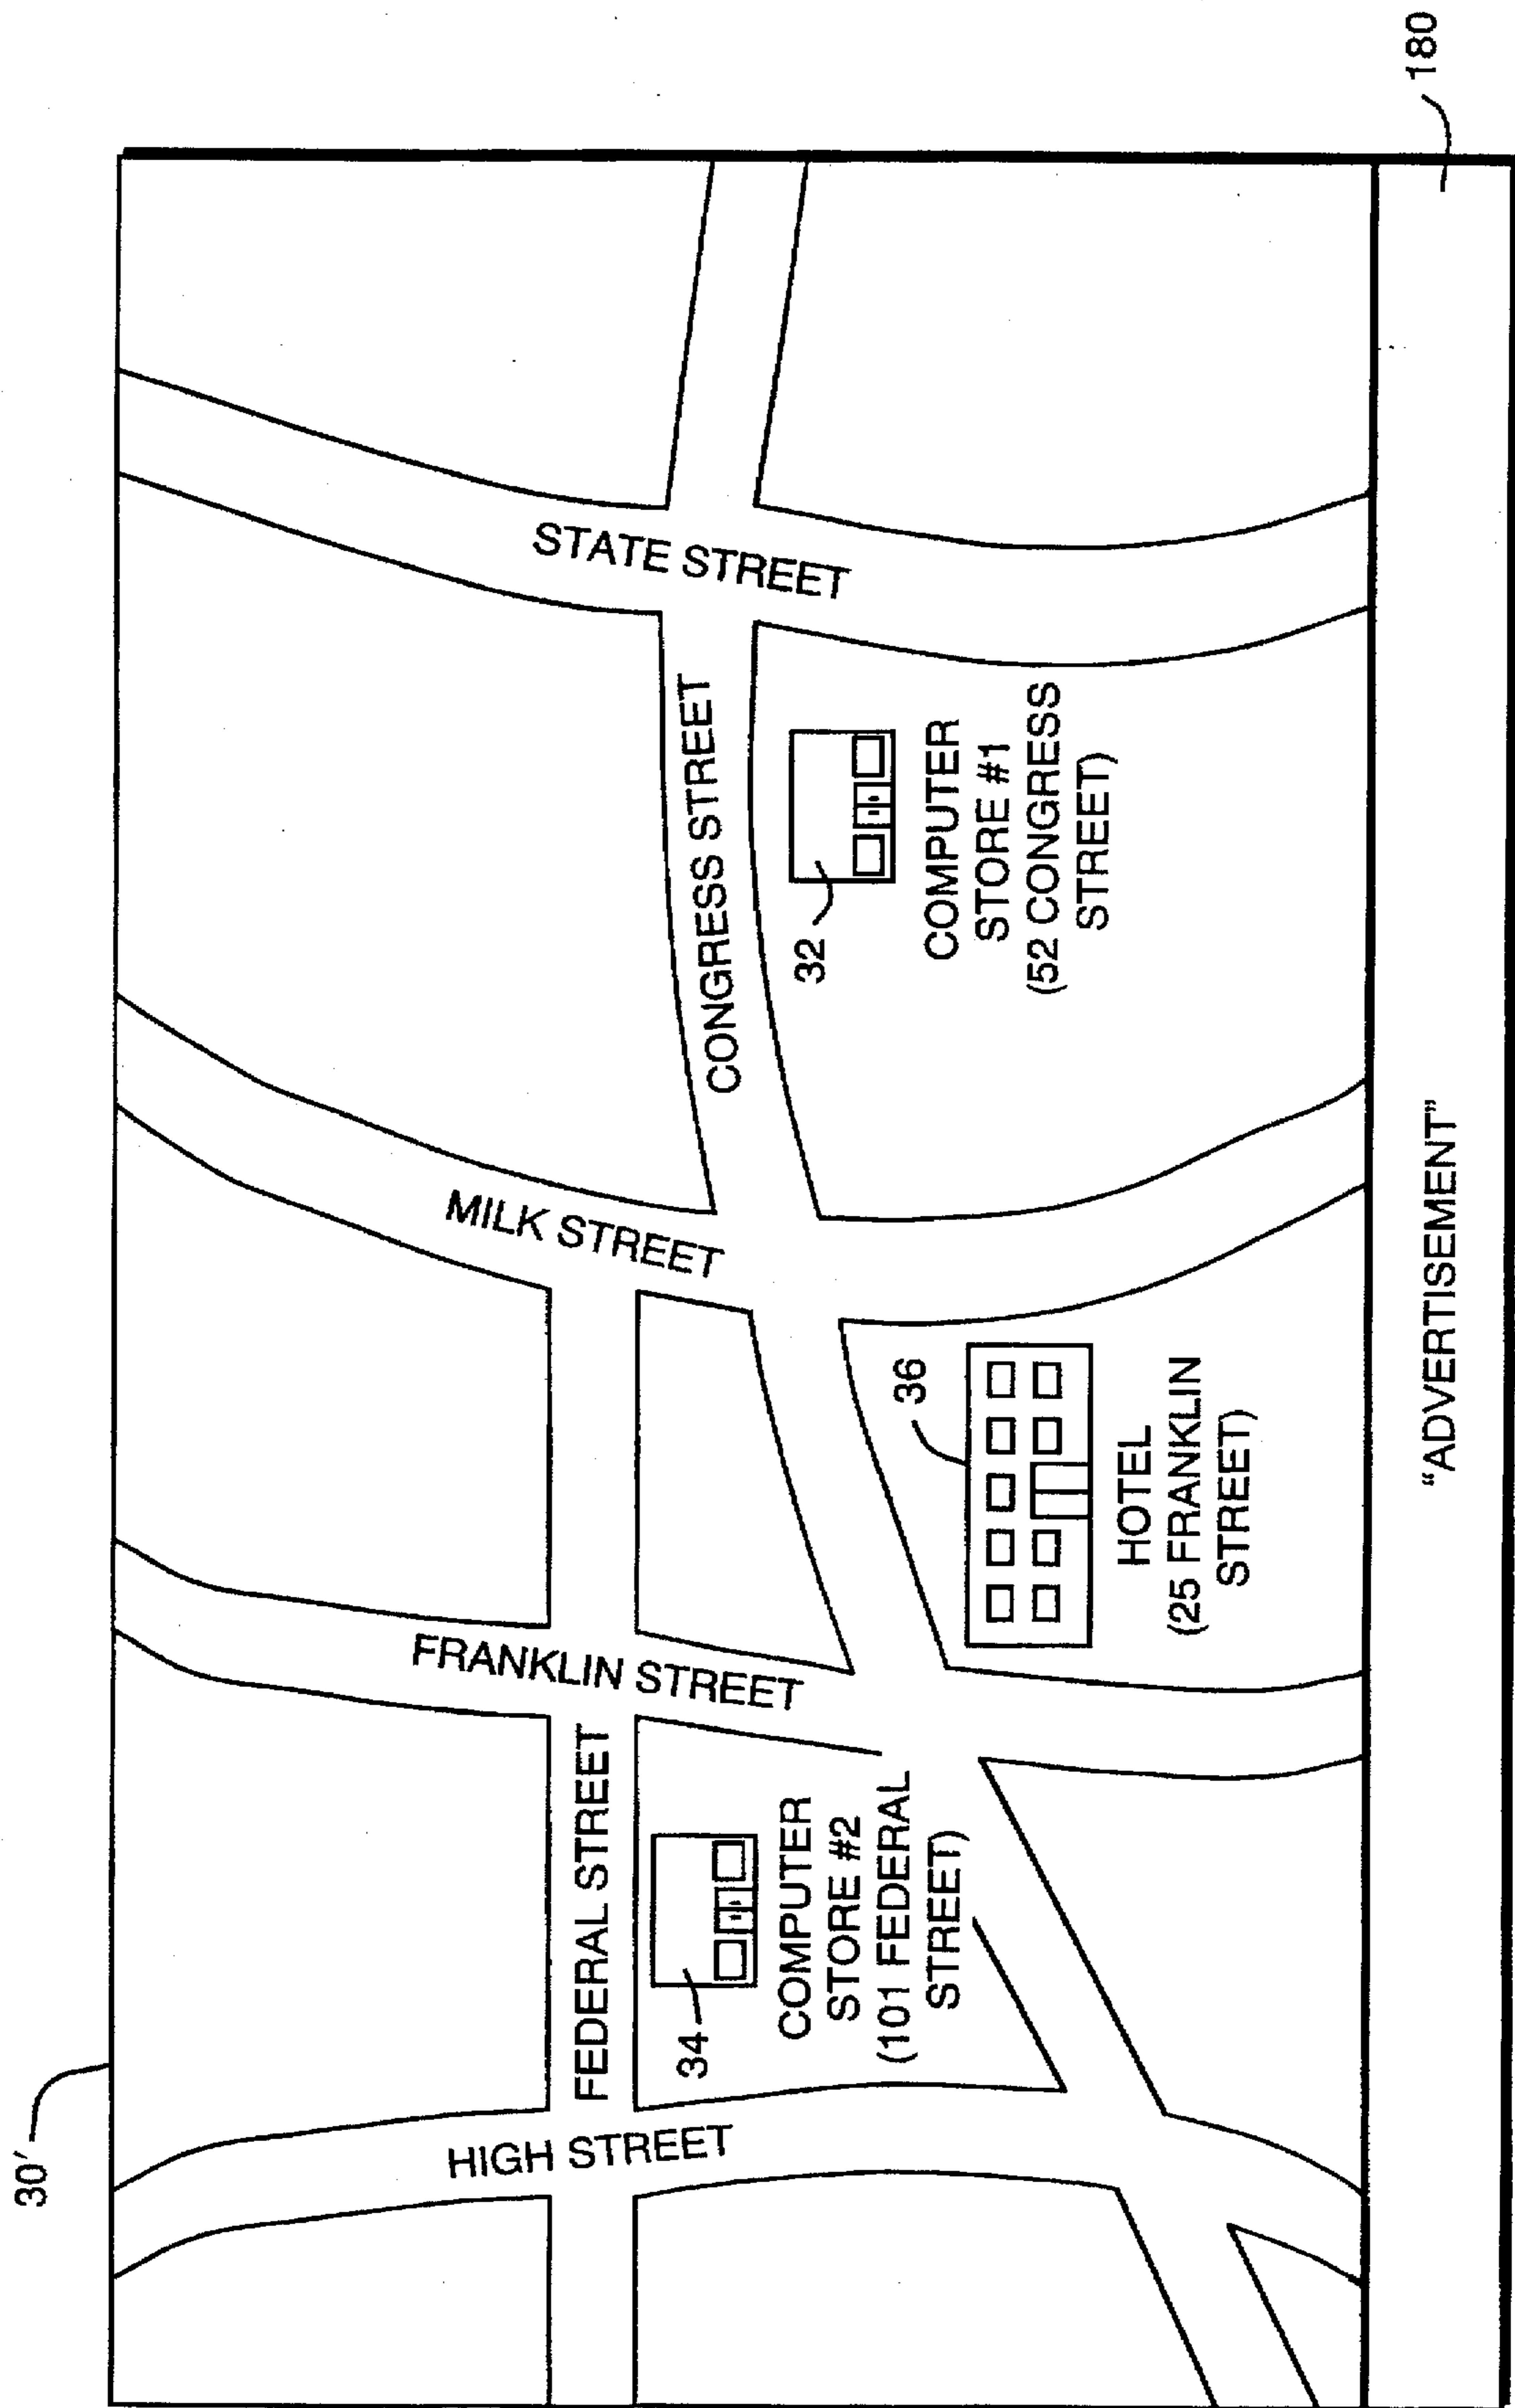 30'
HIGH STREET
FEDERAL STREET
FRANKLIN STREET
MILK STREET
CONGRESS STREET
STATE STREET
34
COMPUTER
STORE #2
(101 FEDERAL
STREET)
36
HOTEL
(25 FRANKLIN
STREET)
32
COMPUTER
STORE #1
(52 CONGRESS
STREET)
"ADVERTISEMENT"
180